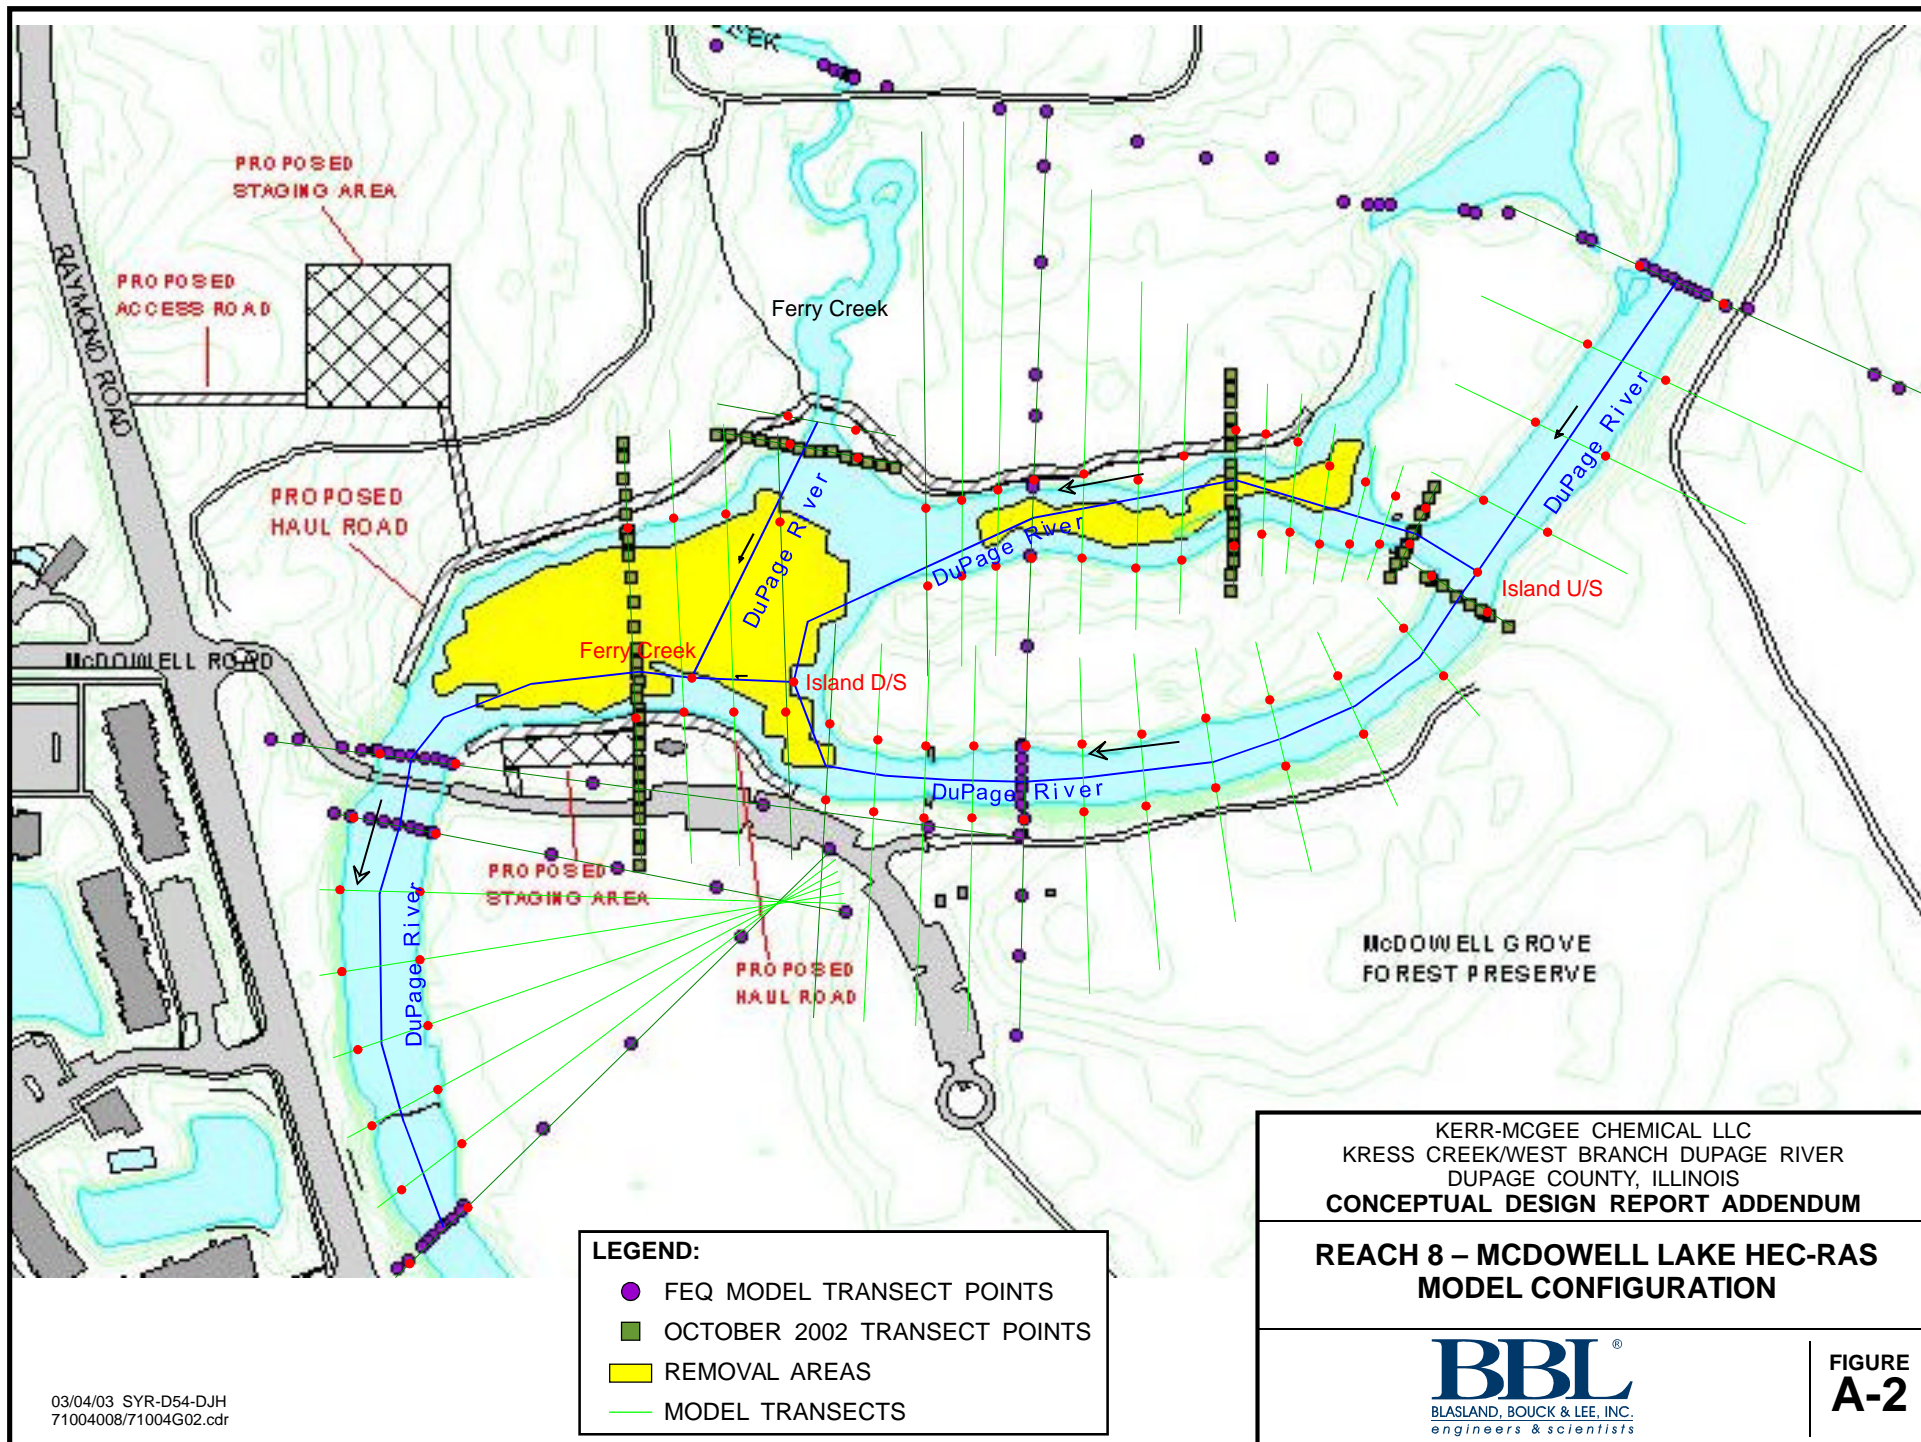 EK
PROPOSED
STAGING AREA
PROPOSED
ACCESS ROAD
RAYMOND ROAD
Ferry Creek
PROPOSED
HAUL ROAD
DuPage River
DuPage River
DuPage River
Island U/S
McDOWELL ROAD
Ferry Creek
Island D/S
DuPage River
PROPOSED
STAGING AREA
DuPage River
PROPOSED
HAUL ROAD
McDOWELL GROVE
FOREST PRESERVE
LEGEND:
FEQ MODEL TRANSECT POINTS
OCTOBER 2002 TRANSECT POINTS
REMOVAL AREAS
MODEL TRANSECTS
03/04/03 SYR-D54-DJH
71004008/71004G02.cdr
KERR-MCGEE CHEMICAL LLC
KRESS CREEK/WEST BRANCH DUPAGE RIVER
DUPAGE COUNTY, ILLINOIS
CONCEPTUAL DESIGN REPORT ADDENDUM
REACH 8 – MCDOWELL LAKE HEC-RAS
MODEL CONFIGURATION
BBL®
BLASLAND, BOUCK & LEE, INC.
engineers & scientists
FIGURE
A-2